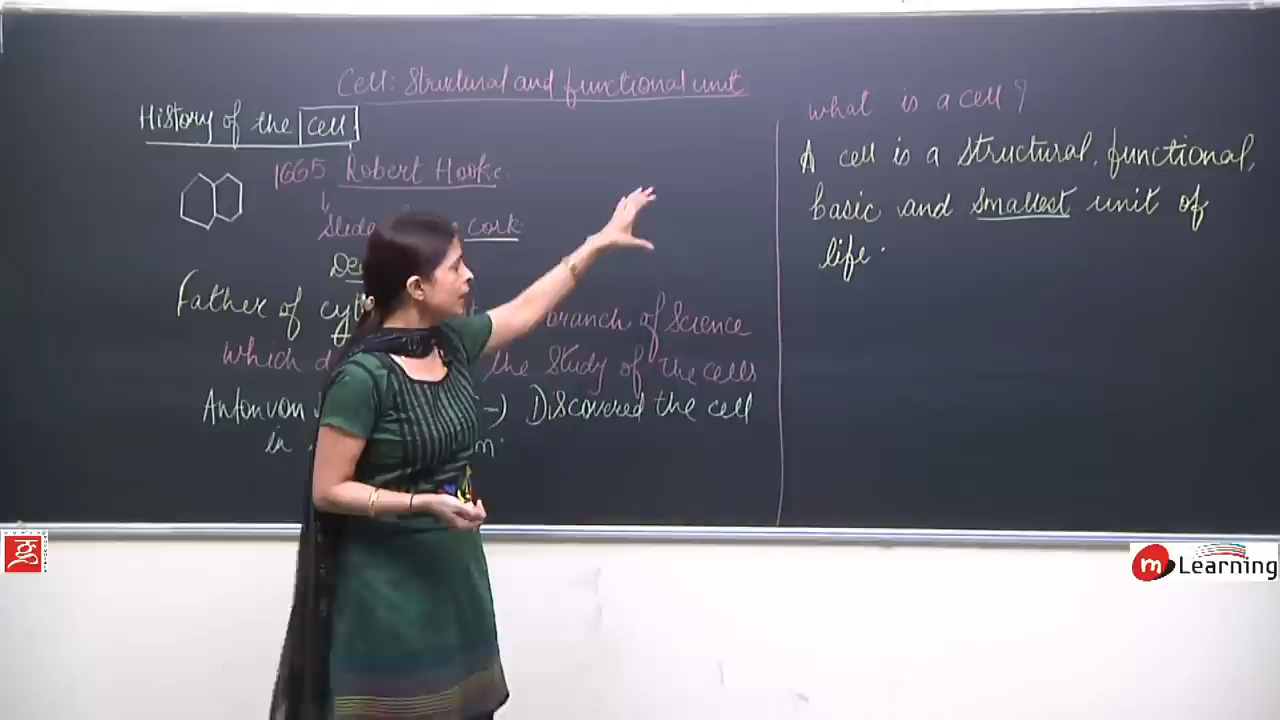 Cell: Structural and functional unit
History of the cell.
1665 Robert Hooke.
Slide cork
Father of
branch of Science
Which the study of the cells
Antonvon -) Discovered the cell
in
what is a cell?
A cell is a structural, functional,
basic and smallest unit of
life.
g
m Learning